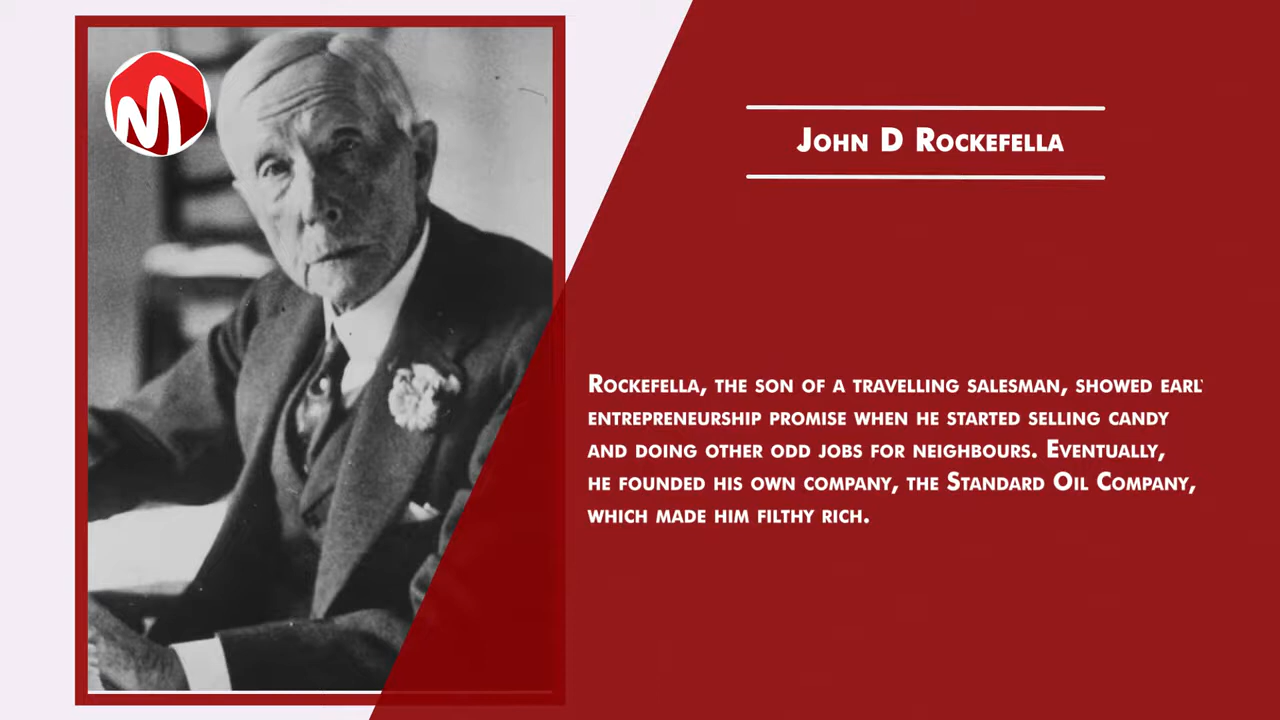 John D Rockefella
Rockefella, the son of a travelling salesman, showed earl
entrepreneurship promise when he started selling candy
and doing other odd jobs for neighbours. Eventually,
he founded his own company, the Standard Oil Company,
which made him filthy rich.